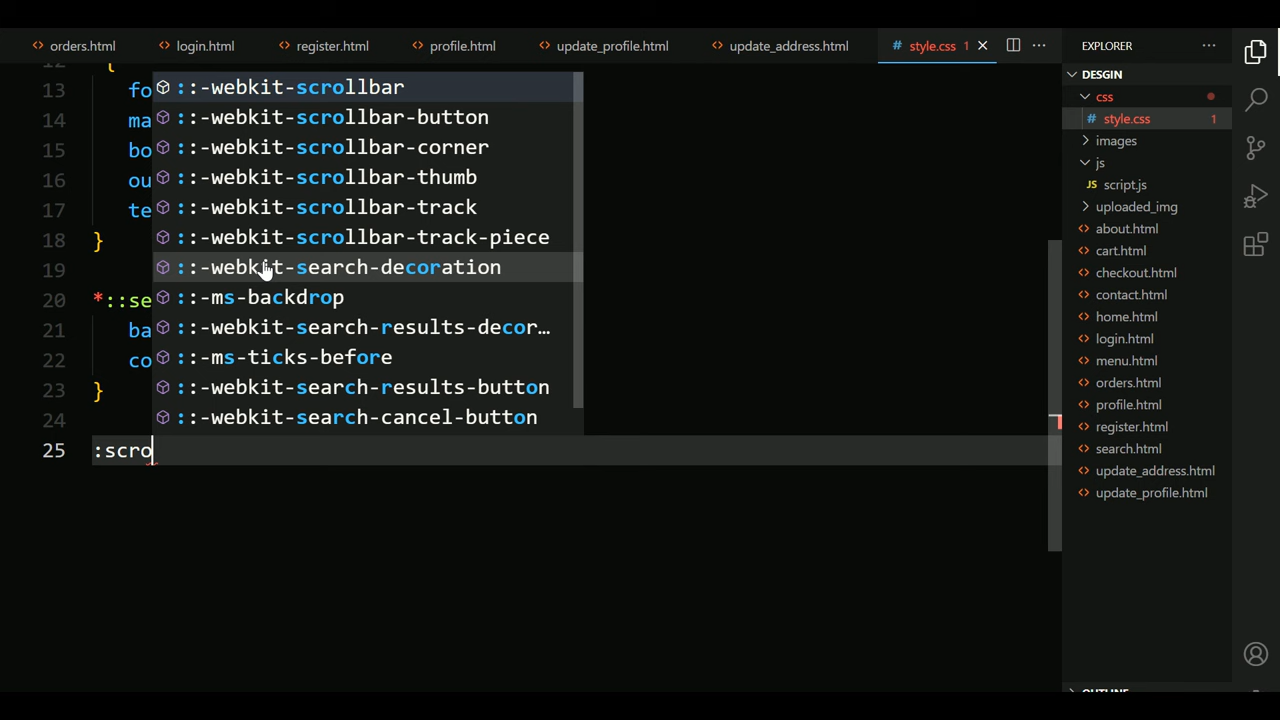 orders.html login.html register.html profile.html update_profile.html update_address.html # style.css 1 EXPLORER
DESGIN
css
# style.css 1
images
js
JS script.js
uploaded_img
about.html
cart.html
checkout.html
contact.html
home.html
login.html
menu.html
orders.html
profile.html
register.html
search.html
update_address.html
update_profile.html
12 {
13 fo
14 ma
15 bo
16 ou
17 te
18 }
19
20 *::se
21 ba
22 co
23 }
24
25 :scro
::-webkit-scrollbar
::-webkit-scrollbar-button
::-webkit-scrollbar-corner
::-webkit-scrollbar-thumb
::-webkit-scrollbar-track
::-webkit-scrollbar-track-piece
::-webkit-search-decoration
::-ms-backdrop
::-webkit-search-results-decor…
::-ms-ticks-before
::-webkit-search-results-button
::-webkit-search-cancel-button
OUTLINE